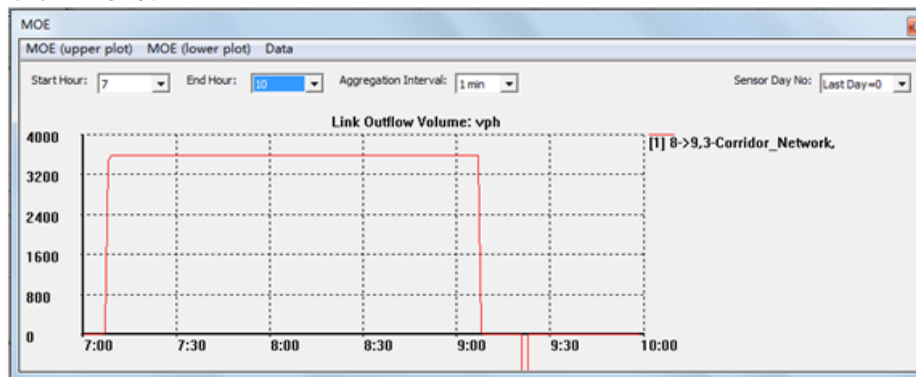 MOE
MOE (upper plot) MOE (lower plot) Data
Start Hour: 7 End Hour: 10 Aggregation Interval: 1 min Sensor Day No: Last Day=0
Link Outflow Volume: vph
[1] 8->9,3-Corridor_Network,
4000
3200
2400
1600
800
0
7:00 7:30 8:00 8:30 9:00 9:30 10:00